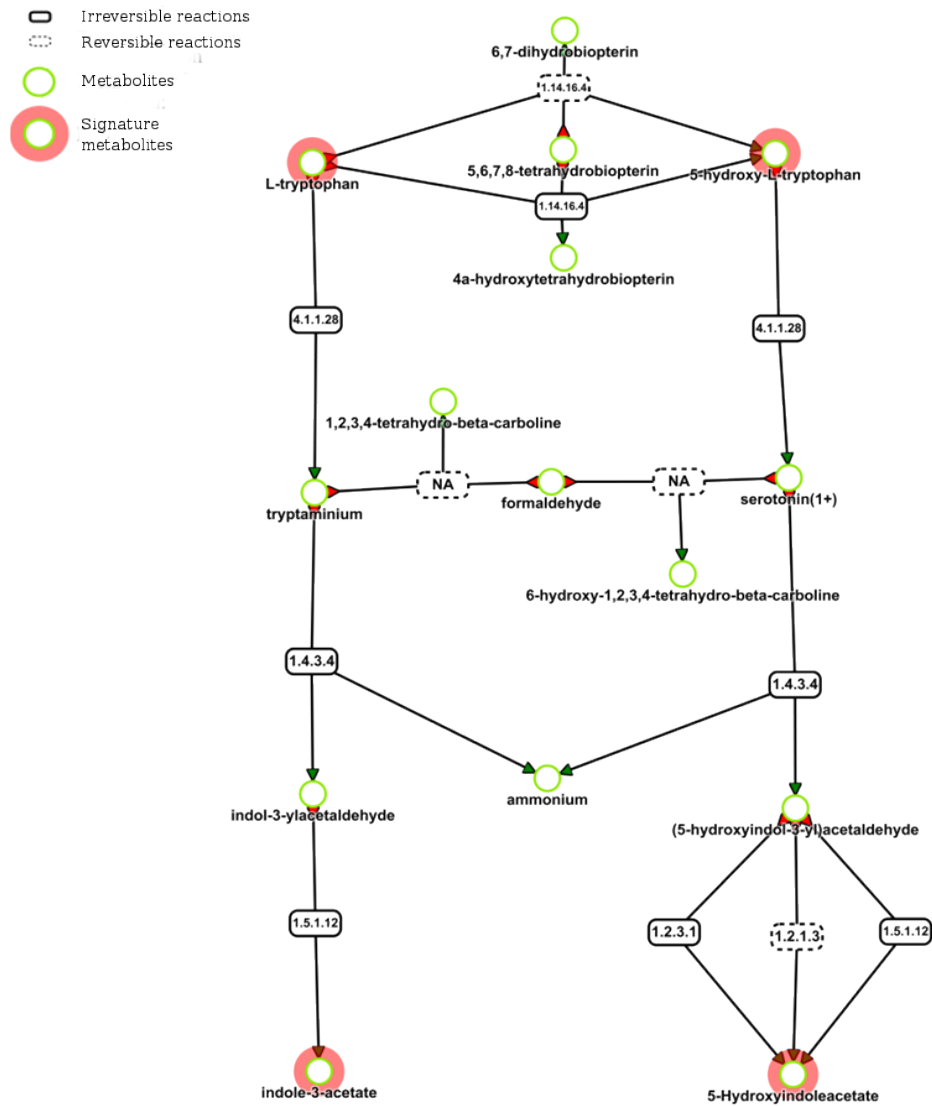 Irreversible reactions
Reversible reactions
Metabolites
Signature
metabolites
6,7-dihydrobiopterin
1.14.16.4
L-tryptophan
5,6,7,8-tetrahydrobiopterin
5-hydroxy-L-tryptophan
1.14.16.4
4a-hydroxytetrahydrobiopterin
4.1.1.28
4.1.1.28
1,2,3,4-tetrahydro-beta-carboline
NA
NA
tryptaminium
formaldehyde
serotonin(1+)
6-hydroxy-1,2,3,4-tetrahydro-beta-carboline
1.4.3.4
1.4.3.4
ammonium
indol-3-ylacetaldehyde
(5-hydroxyindol-3-yl)acetaldehyde
1.5.1.12
1.2.3.1
1.2.1.3
1.5.1.12
indole-3-acetate
5-Hydroxyindoleacetate